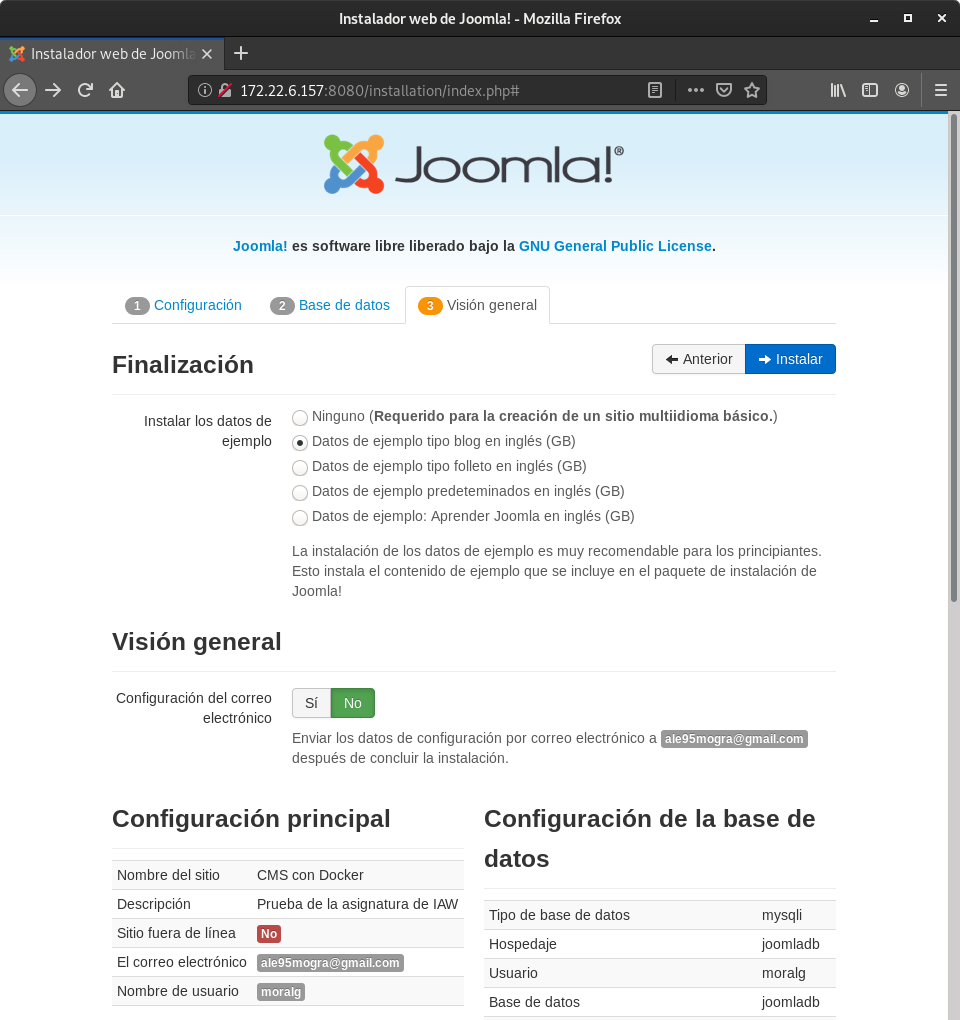 Instalador web de Joomla! - Mozilla Firefox
Instalador web de Joomla
172.22.6.157:8080/installation/index.php#
Joomla!®
Joomla! es software libre liberado bajo la GNU General Public License.
1 Configuración
2 Base de datos
3 Visión general
Finalización
Anterior
Instalar
Instalar los datos de
ejemplo
Ninguno (Requerido para la creación de un sitio multiidioma básico.)
Datos de ejemplo tipo blog en inglés (GB)
Datos de ejemplo tipo folleto en inglés (GB)
Datos de ejemplo predeteminados en inglés (GB)
Datos de ejemplo: Aprender Joomla en inglés (GB)
La instalación de los datos de ejemplo es muy recomendable para los principiantes.
Esto instala el contenido de ejemplo que se incluye en el paquete de instalación de
Joomla!
Visión general
Configuración del correo
electrónico
Sí
No
Enviar los datos de configuración por correo electrónico a ale95mogra@gmail.com
después de concluir la instalación.
Configuración principal
Nombre del sitio CMS con Docker
Descripción Prueba de la asignatura de IAW
Sitio fuera de línea No
El correo electrónico ale95mogra@gmail.com
Nombre de usuario moralg
Configuración de la base de
datos
Tipo de base de datos mysqli
Hospedaje joomladb
Usuario moralg
Base de datos joomladb